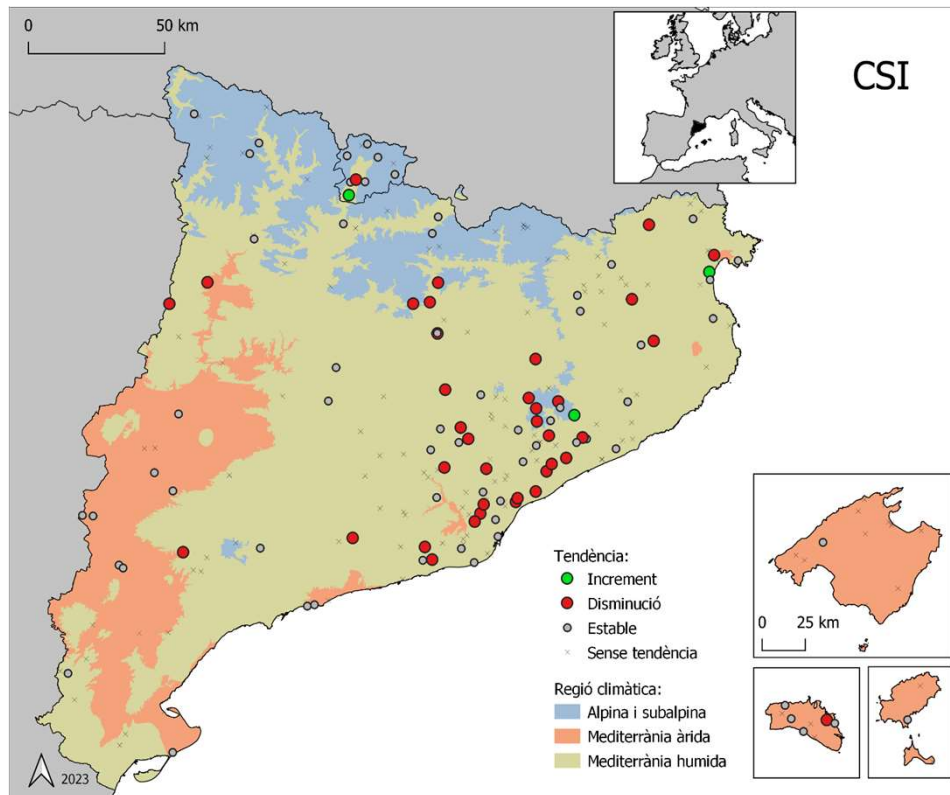 0 50 km
CSI
Tendència:
Increment
Disminució
Estable
Sense tendència
Regió climàtica:
Alpina i subalpina
Mediterrània àrida
Mediterrània humida
0 25 km
2023